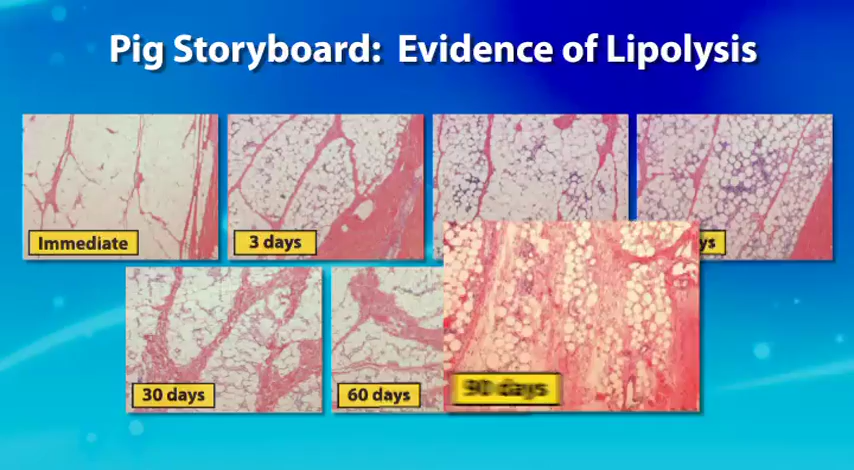 Pig Storyboard:  Evidence of Lipolysis
Immediate
3 days
30 days
60 days
90 days